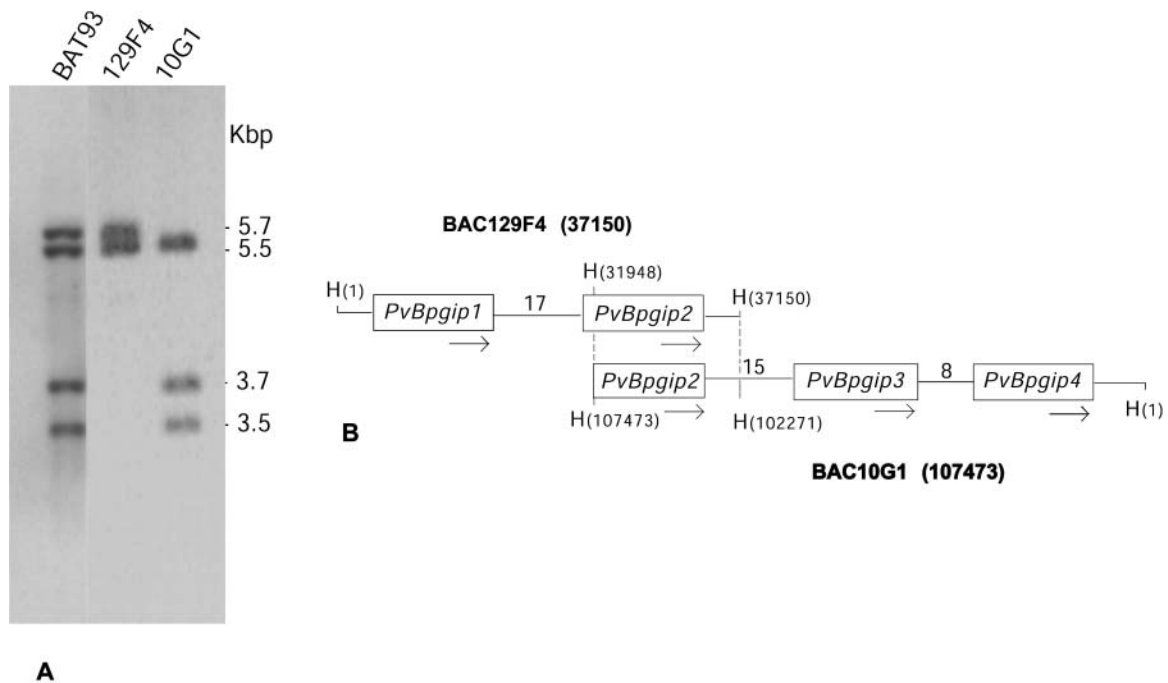 BAT93
129F4
10G1
Kbp
5.7
5.5
3.7
3.5
A
BAC129F4 (37150)
H(1)
PvBpgip1
17
H(31948)
PvBpgip2
H(37150)
PvBpgip2
15
PvBpgip3
8
PvBpgip4
H(107473)
H(102271)
H(1)
B
BAC10G1 (107473)